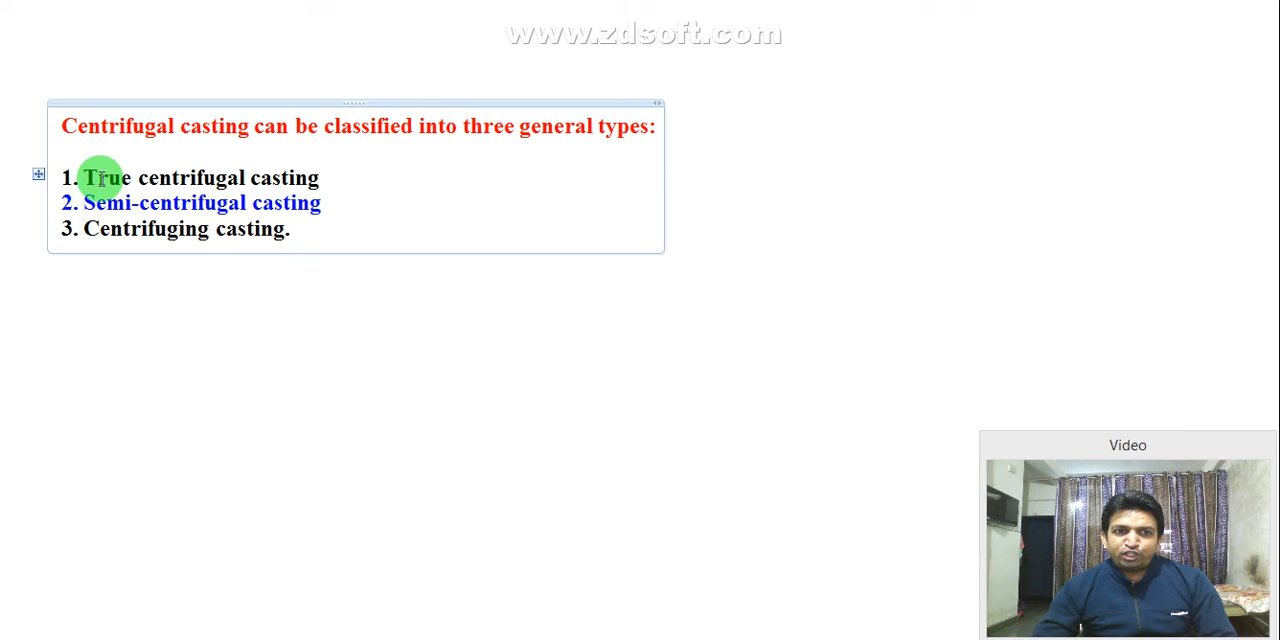 www.zdsoft.com
Centrifugal casting can be classified into three general types:
1. True centrifugal casting
2. Semi-centrifugal casting
3. Centrifuging casting.
Video